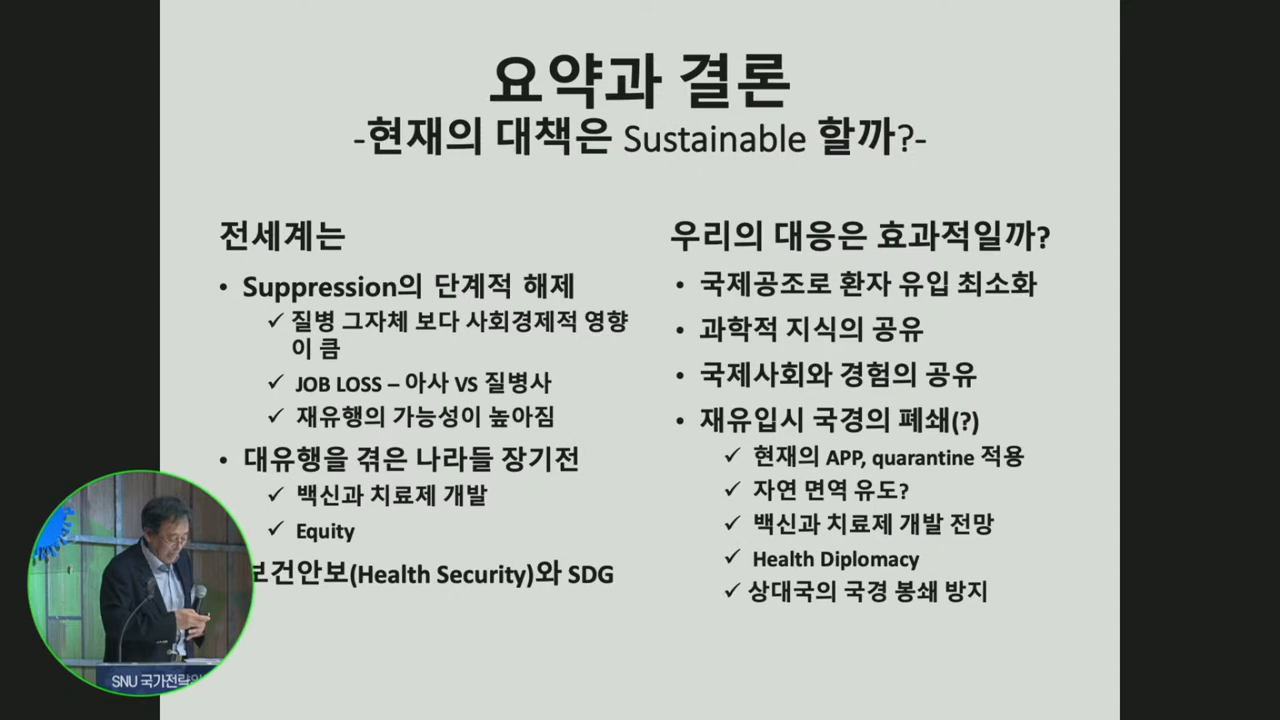 요약과 결론
-현재의 대책은 Sustainable 할까?-
전세계는
• Suppression의 단계적 해제
✓ 질병 그자체 보다 사회경제적 영향
이 큼
✓ JOB LOSS – 아사 VS 질병사
✓ 재유행의 가능성이 높아짐
• 대유행을 겪은 나라들 장기전
✓ 백신과 치료제 개발
✓ Equity
보건안보(Health Security)와 SDG
우리의 대응은 효과적일까?
• 국제공조로 환자 유입 최소화
• 과학적 지식의 공유
• 국제사회와 경험의 공유
• 재유입시 국경의 폐쇄(?)
✓ 현재의 APP, quarantine 적용
✓ 자연 면역 유도?
✓ 백신과 치료제 개발 전망
✓ Health Diplomacy
✓ 상대국의 국경 봉쇄 방지
SNU 국가전략